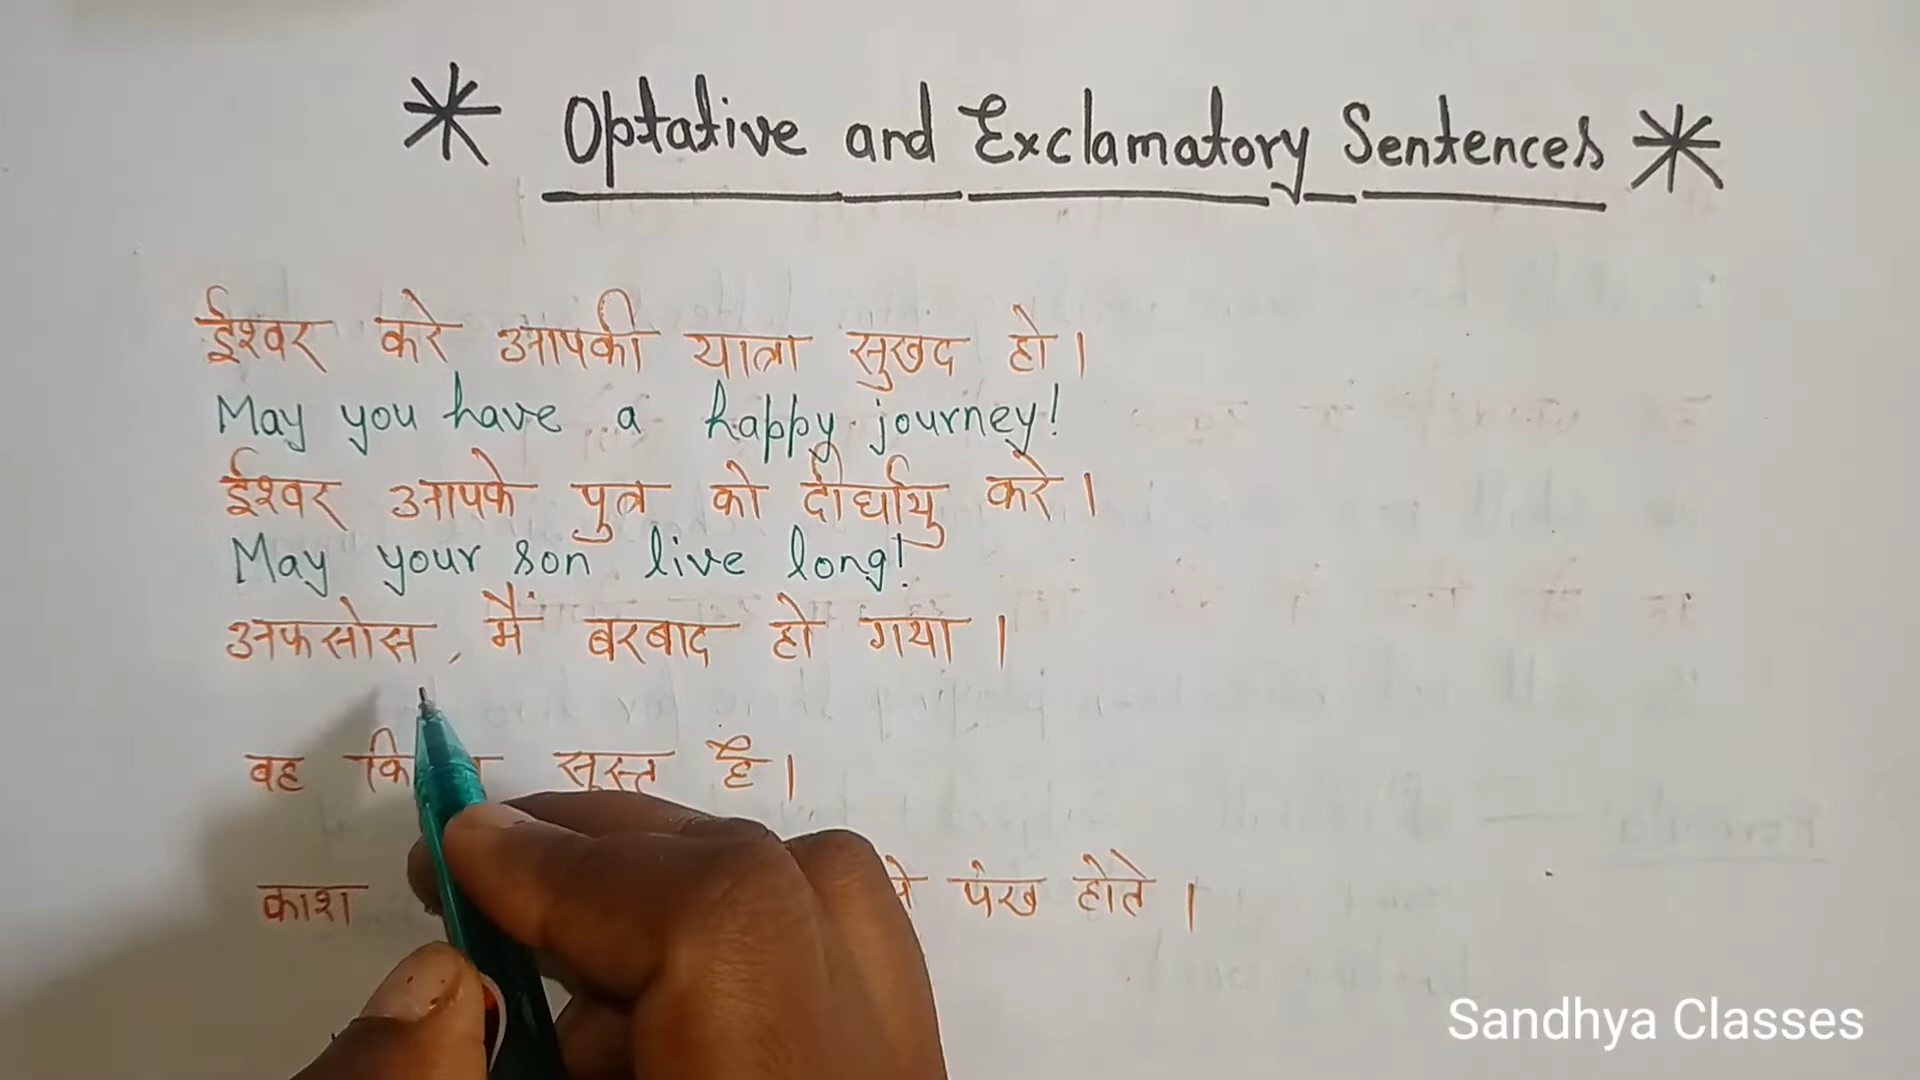 * Optative and Exclamatory Sentences *
ईश्वर करे आपकी यात्रा सुखद हो।
May you have a happy journey!
ईश्वर आपके पुत्र को दीर्घायु करे।
May your son live long!
अफसोस, मैं बरबाद हो गया।
वह सुस्त है।
काश पंख होते।
Sandhya Classes